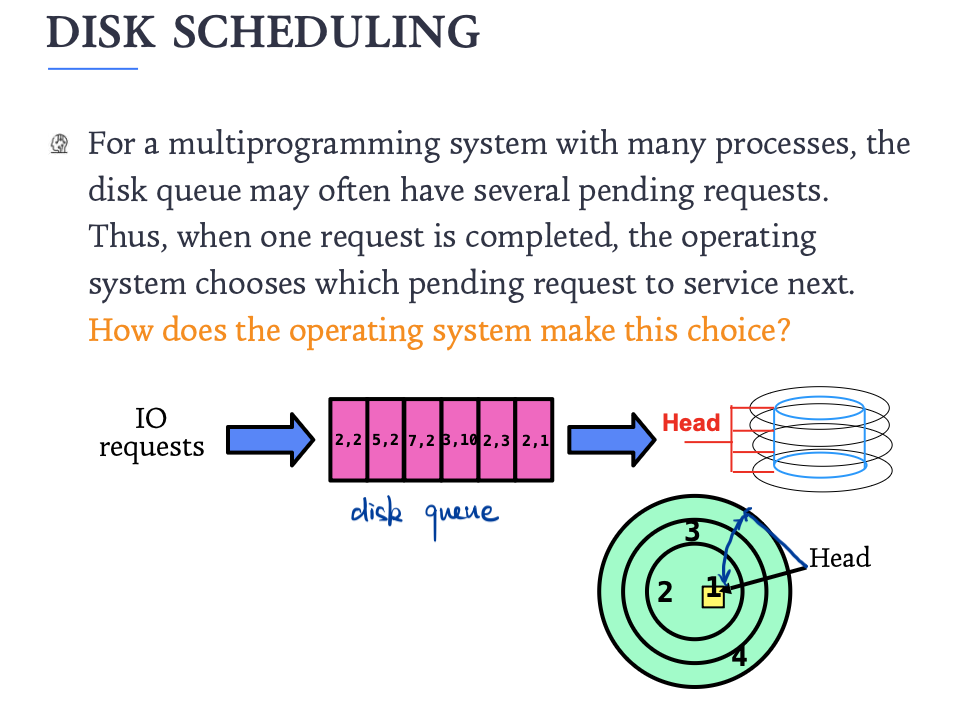 DISK SCHEDULING
For a multiprogramming system with many processes, the
disk queue may often have several pending requests.
Thus, when one request is completed, the operating
system chooses which pending request to service next.
How does the operating system make this choice?
IO
requests
2,2 5,2 7,2 3,10 2,3 2,1
Head
disk queue
3
2
1
4
Head